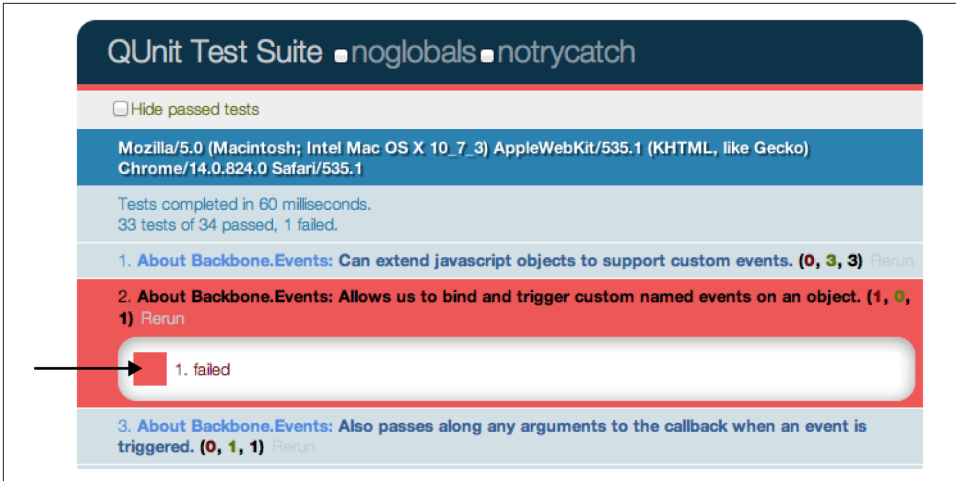 QUnit Test Suite noglobals notrycatch
Hide passed tests
Mozilla/5.0 (Macintosh; Intel Mac OS X 10_7_3) AppleWebKit/535.1 (KHTML, like Gecko)
Chrome/14.0.824.0 Safari/535.1
Tests completed in 60 milliseconds.
33 tests of 34 passed, 1 failed.
1. About Backbone.Events: Can extend javascript objects to support custom events. (0, 3, 3) Rerun
2. About Backbone.Events: Allows us to bind and trigger custom named events on an object. (1, 0,
1) Rerun
1. failed
3. About Backbone.Events: Also passes along any arguments to the callback when an event is
triggered. (0, 1, 1) Rerun